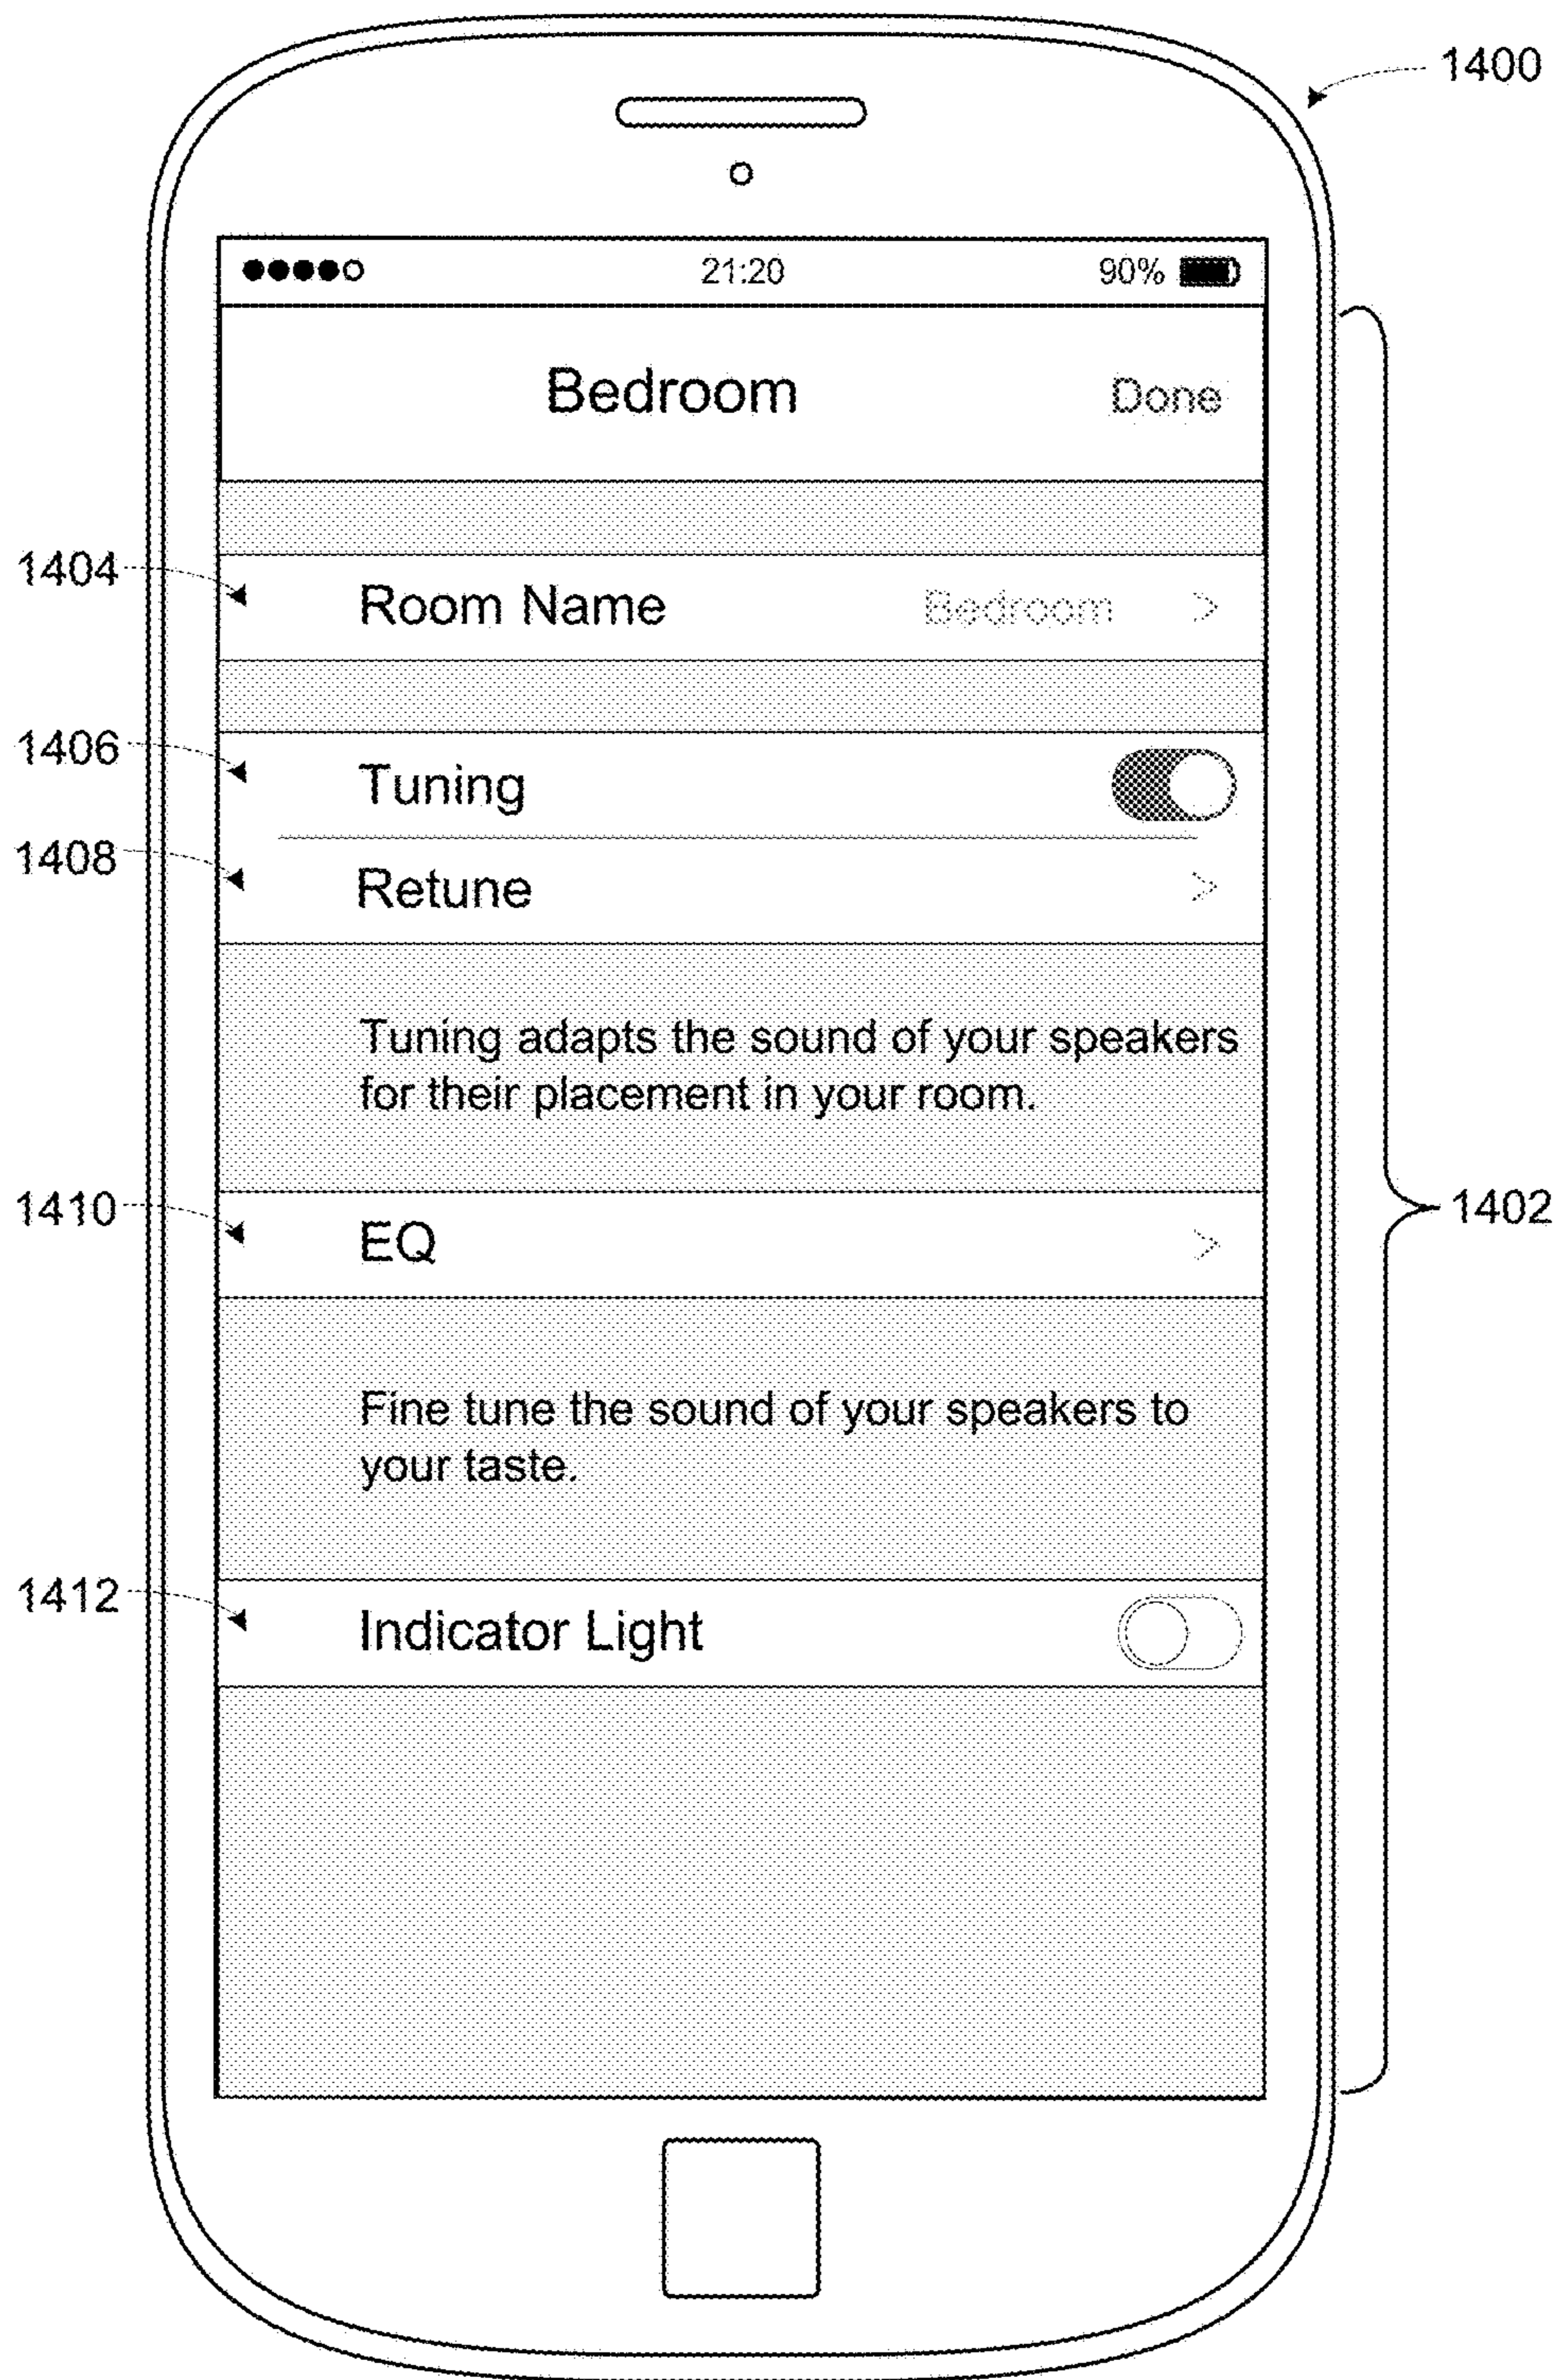 1400
21:20 90%
Bedroom Done
1404 Room Name Bedroom >
1406 Tuning
1408 Retune >
Tuning adapts the sound of your speakers
for their placement in your room.
1410 EQ >
1402
Fine tune the sound of your speakers to
your taste.
1412 Indicator Light